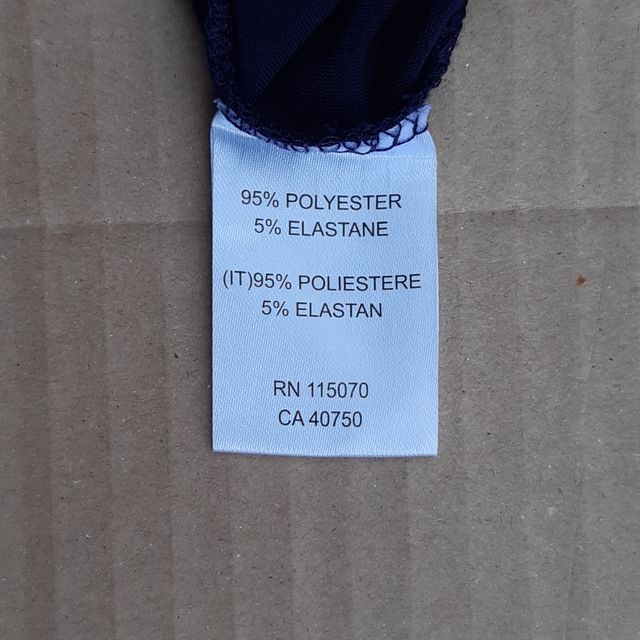 95% POLYESTER
5% ELASTANE
(IT)95% POLIESTERE
5% ELASTAN
RN 115070
CA 40750